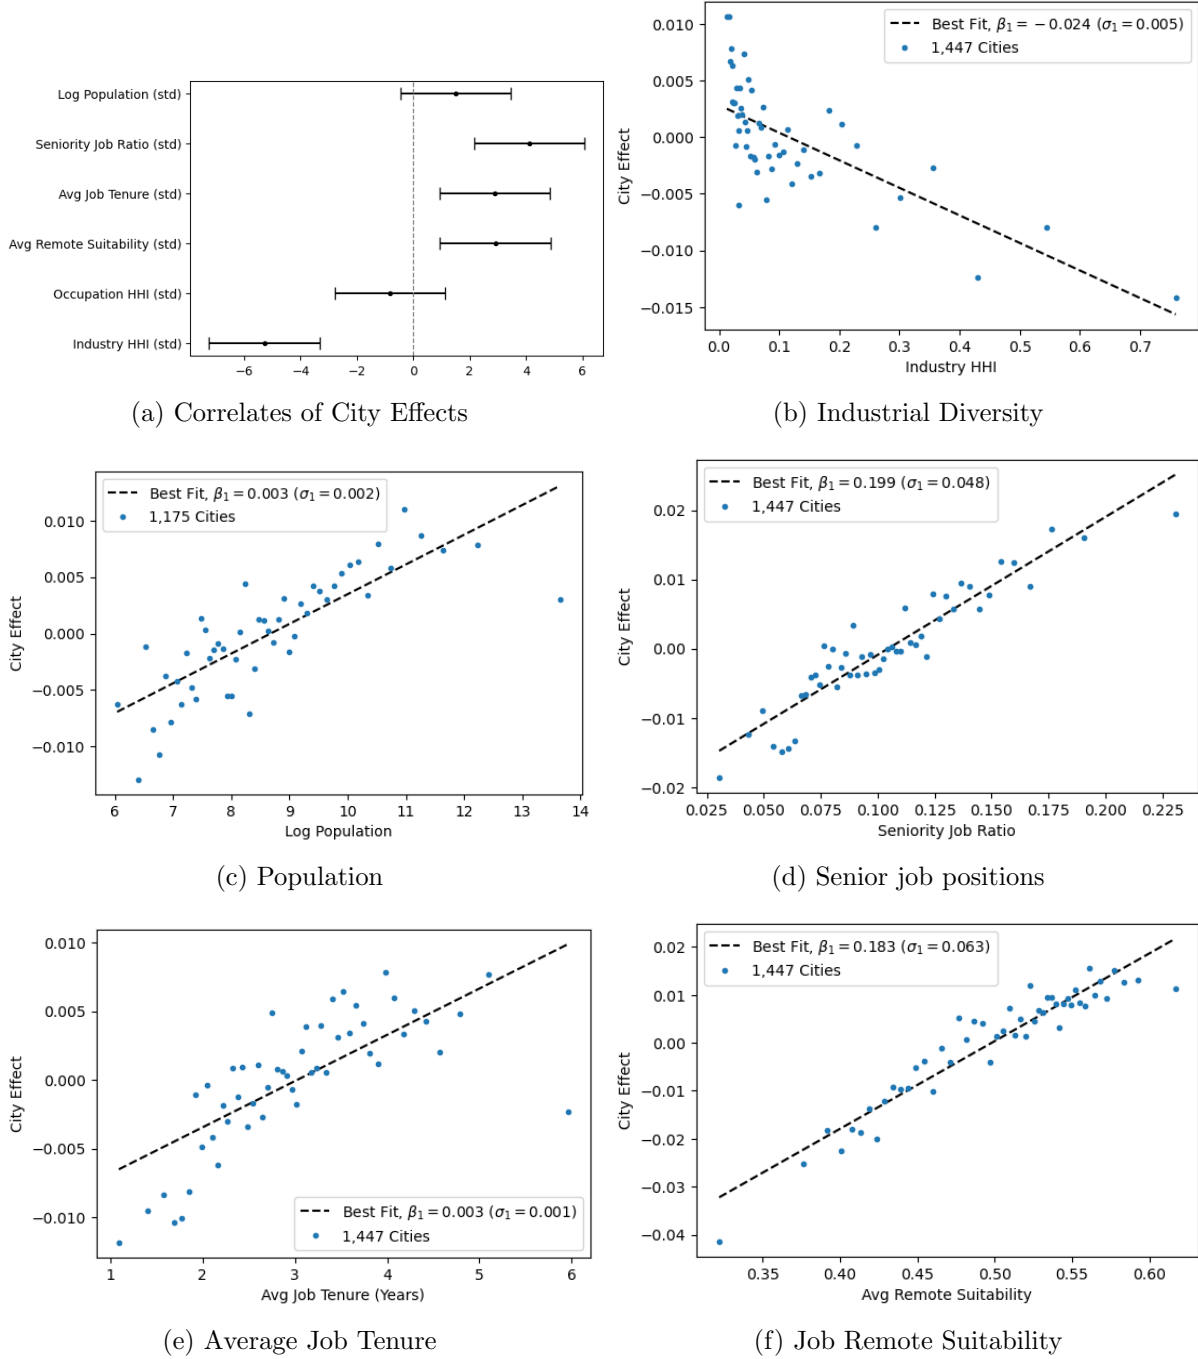 Log Population (std)
Seniority Job Ratio (std)
Avg Job Tenure (std)
Avg Remote Suitability (std)
Occupation HHI (std)
Industry HHI (std)
−6 −4 −2 0 2 4 6
(a) Correlates of City Effects
Best Fit, β₁ = −0.024 (σ₁ = 0.005)
1,447 Cities
0.010
0.005
0.000
−0.005
−0.010
−0.015
City Effect
0.0 0.1 0.2 0.3 0.4 0.5 0.6 0.7
Industry HHI
(b) Industrial Diversity
Best Fit, β₁ = 0.003 (σ₁ = 0.002)
1,175 Cities
0.010
0.005
0.000
−0.005
−0.010
City Effect
6 7 8 9 10 11 12 13 14
Log Population
(c) Population
Best Fit, β₁ = 0.199 (σ₁ = 0.048)
1,447 Cities
0.02
0.01
0.00
−0.01
−0.02
City Effect
0.025 0.050 0.075 0.100 0.125 0.150 0.175 0.200 0.225
Seniority Job Ratio
(d) Senior job positions
0.010
0.005
0.000
−0.005
−0.010
City Effect
Best Fit, β₁ = 0.003 (σ₁ = 0.001)
1,447 Cities
1 2 3 4 5 6
Avg Job Tenure (Years)
(e) Average Job Tenure
Best Fit, β₁ = 0.183 (σ₁ = 0.063)
1,447 Cities
0.02
0.01
0.00
−0.01
−0.02
−0.03
−0.04
City Effect
0.35 0.40 0.45 0.50 0.55 0.60
Avg Remote Suitability
(f) Job Remote Suitability